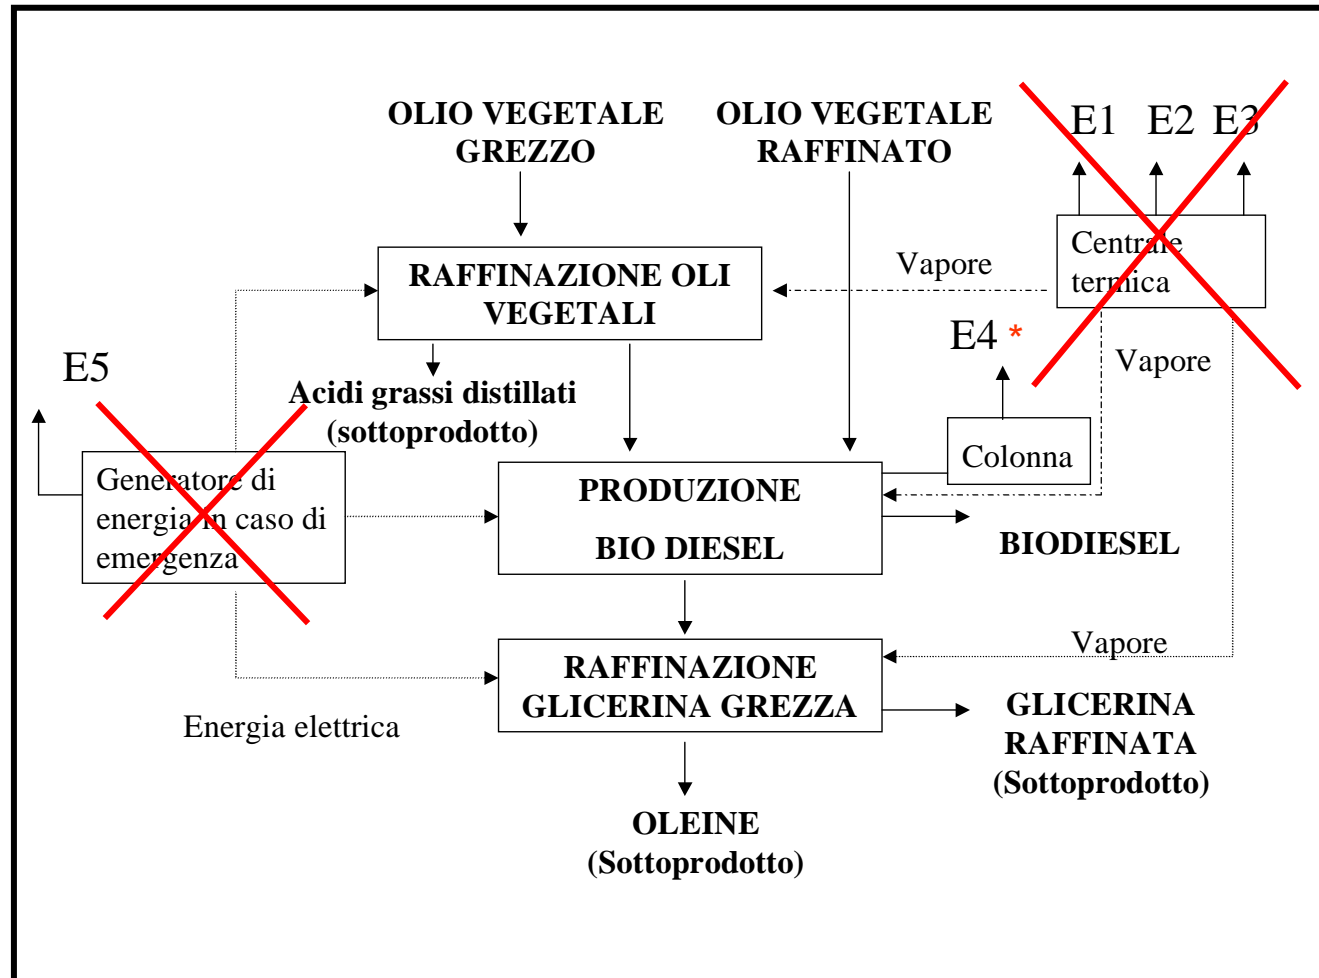 OLIO VEGETALE
GREZZO
OLIO VEGETALE
RAFFINATO
E1 E2 E3
Centrale
termica
RAFFINAZIONE OLI
VEGETALI
Vapore
E4 *
Vapore
E5
Acidi grassi distillati
(sottoprodotto)
Colonna
Generatore di
energia in caso di
emergenza
PRODUZIONE
BIO DIESEL
BIODIESEL
Vapore
RAFFINAZIONE
GLICERINA GREZZA
Energia elettrica
GLICERINA
RAFFINATA
(Sottoprodotto)
OLEINE
(Sottoprodotto)